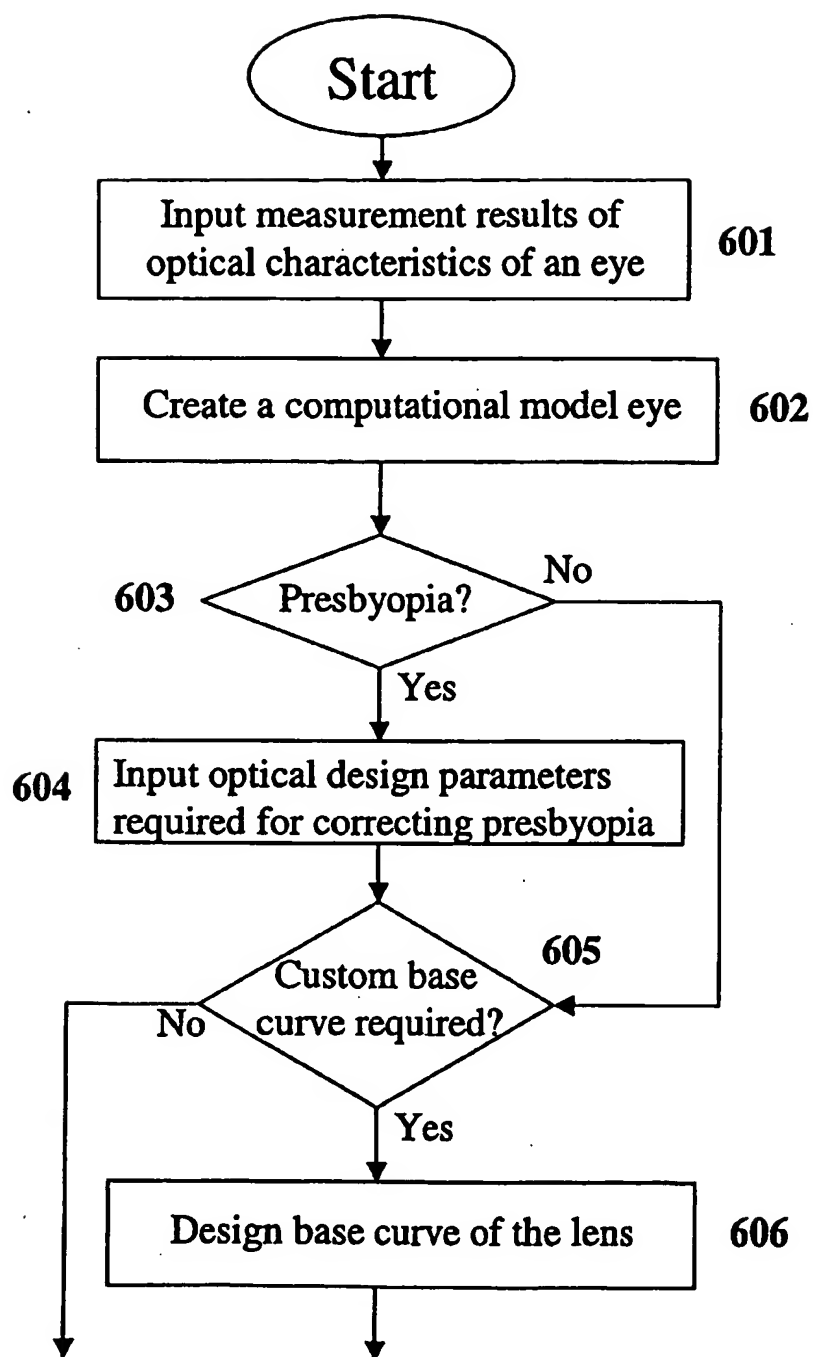 Start
Input measurement results of
optical characteristics of an eye
601
Create a computational model eye
602
603
Presbyopia?
No
Yes
604
Input optical design parameters
required for correcting presbyopia
605
Custom base
curve required?
No
Yes
Design base curve of the lens
606